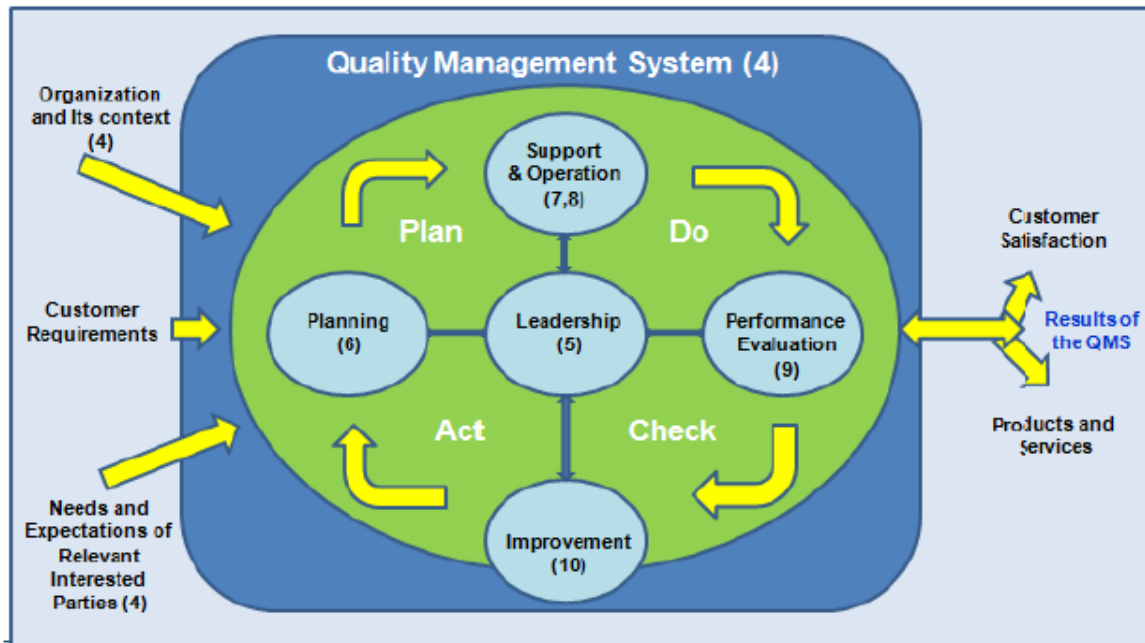 Quality Management System (4)
Organization
and Its context
(4)
Customer
Requirements
Needs and
Expectations of
Relevant
Interested
Parties (4)
Support
& Operation
(7,8)
Plan
Do
Planning
(6)
Leadership
(5)
Performance
Evaluation
(9)
Act
Check
Improvement
(10)
Customer
Satisfaction
Results of
the QMS
Products and
Services